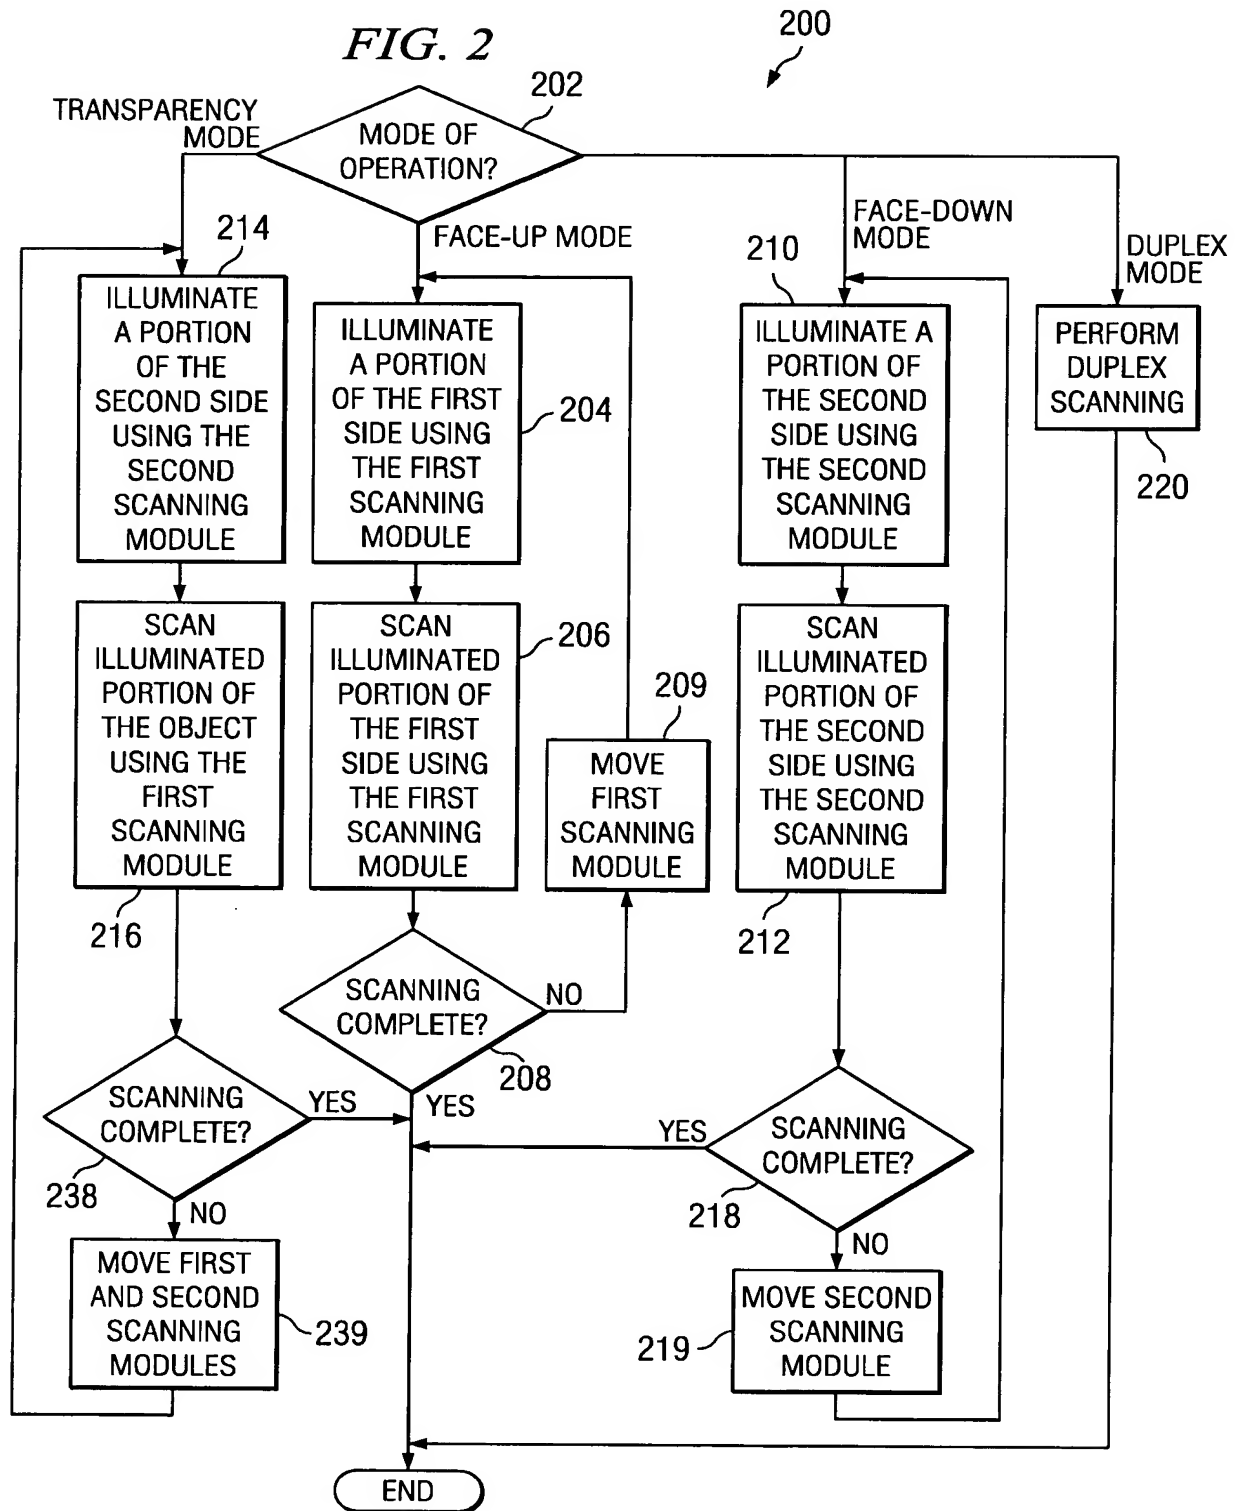 FIG. 2
200
202
MODE OF
OPERATION?
TRANSPARENCY
MODE
FACE-UP MODE
FACE-DOWN
MODE
DUPLEX
MODE
214
ILLUMINATE
A PORTION
OF THE
SECOND SIDE
USING THE
SECOND
SCANNING
MODULE
ILLUMINATE
A PORTION
OF THE FIRST
SIDE USING
THE FIRST
SCANNING
MODULE
204
210
ILLUMINATE A
PORTION OF
THE SECOND
SIDE USING
THE SECOND
SCANNING
MODULE
PERFORM
DUPLEX
SCANNING
220
SCAN
ILLUMINATED
PORTION OF
THE OBJECT
USING THE
FIRST
SCANNING
MODULE
216
SCAN
ILLUMINATED
PORTION OF
THE FIRST
SIDE USING
THE FIRST
SCANNING
MODULE
206
209
MOVE
FIRST
SCANNING
MODULE
SCAN
ILLUMINATED
PORTION OF
THE SECOND
SIDE USING
THE SECOND
SCANNING
MODULE
212
SCANNING
COMPLETE?
NO
208
YES
SCANNING
COMPLETE?
YES
238
NO
SCANNING
COMPLETE?
YES
218
NO
MOVE FIRST
AND SECOND
SCANNING
MODULES
239
MOVE SECOND
SCANNING
MODULE
219
END